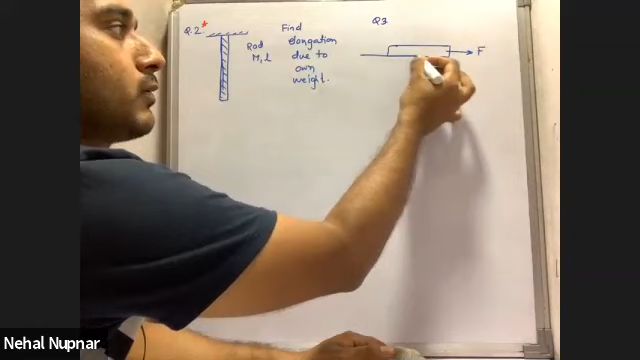 Q.2*
Rod
M, l
Find
elongation
due to
own
weight.
Q3
F
Nehal Nupnar